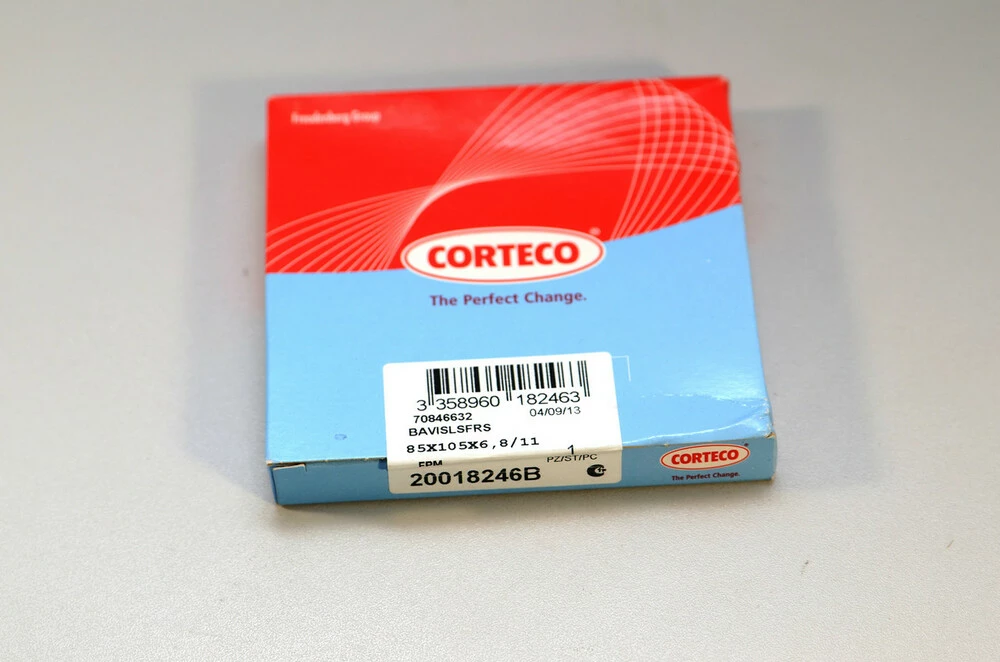 Freudenberg Group
CORTECO®
The Perfect Change.
3 358960 182463
70846632
04/09/13
BAVISLSFRS
85X105X6,8/11
1
PZ/ST/PC
FPM
20018246B
CORTECO
The Perfect Change.